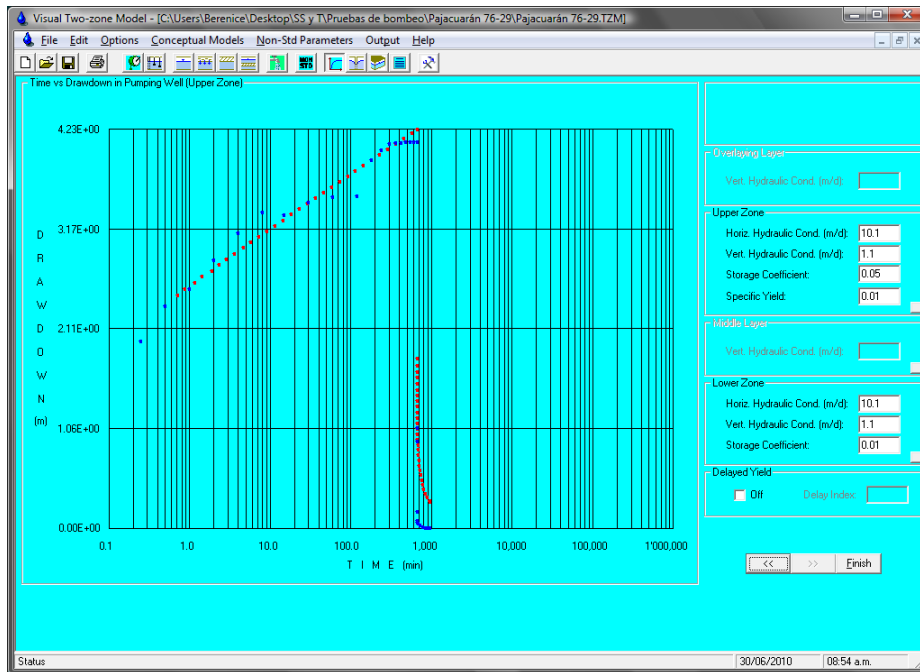 Visual Two-zone Model - [C:\Users\Berenice\Desktop\SS y T\Pruebas de bombeo\Pajacuarán 76-29\Pajacuarán 76-29.TZM]
File Edit Options Conceptual Models Non-Std Parameters Output Help
NON STD
Time vs Drawdown in Pumping Well (Upper Zone)
4.23E+00
3.17E+00
2.11E+00
1.06E+00
0.00E+00
D R A W D O W N (m)
0.1 1.0 10.0 100.0 1,000 10,000 100,000 1'000,000
T I M E (min)
Overlaying Layer
Vert. Hydraulic Cond. (m/d):
Upper Zone
Horiz. Hydraulic Cond. (m/d): 10.1
Vert. Hydraulic Cond. (m/d): 1.1
Storage Coefficient: 0.05
Specific Yield: 0.01
Middle Layer
Vert. Hydraulic Cond. (m/d):
Lower Zone
Horiz. Hydraulic Cond. (m/d): 10.1
Vert. Hydraulic Cond. (m/d): 1.1
Storage Coefficient: 0.01
Delayed Yield
Off Delay Index:
<< >> Finish
Status 30/06/2010 08:54 a.m.